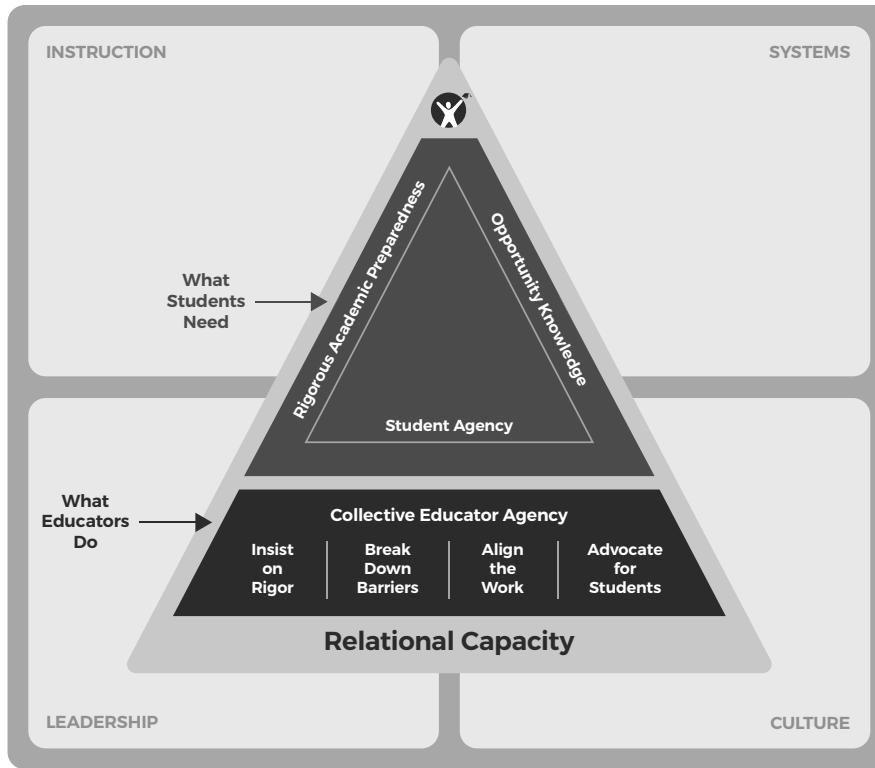 INSTRUCTION
SYSTEMS
Rigorous Academic Preparedness
Opportunity Knowledge
What
Students
Need
Student Agency
What
Educators
Do
Collective Educator Agency
Insist
on
Rigor
Break
Down
Barriers
Align
the
Work
Advocate
for
Students
Relational Capacity
LEADERSHIP
CULTURE